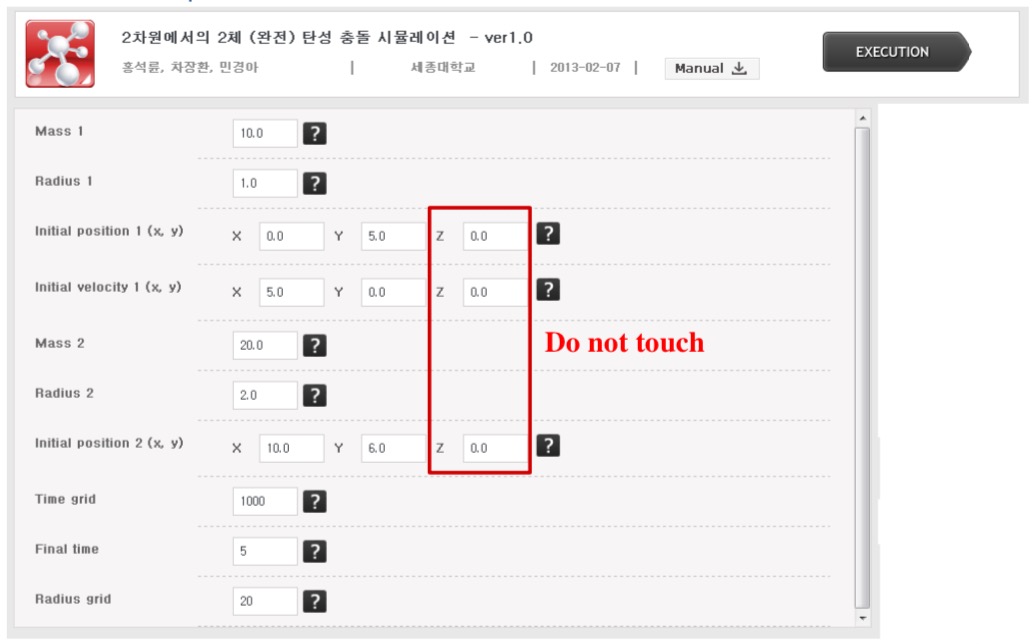 2차원에서의 2체 (완전) 탄성 충돌 시뮬레이션 - ver1.0
홍석륜, 차장환, 민경아 | 세종대학교 | 2013-02-07 | Manual
EXECUTION
Mass 1 10.0 ?
Radius 1 1.0 ?
Initial position 1 (x, y) X 0.0 Y 5.0 Z 0.0 ?
Initial velocity 1 (x, y) X 5.0 Y 0.0 Z 0.0 ?
Mass 2 20.0 ?
Do not touch
Radius 2 2.0 ?
Initial position 2 (x, y) X 10.0 Y 6.0 Z 0.0 ?
Time grid 1000 ?
Final time 5 ?
Radius grid 20 ?